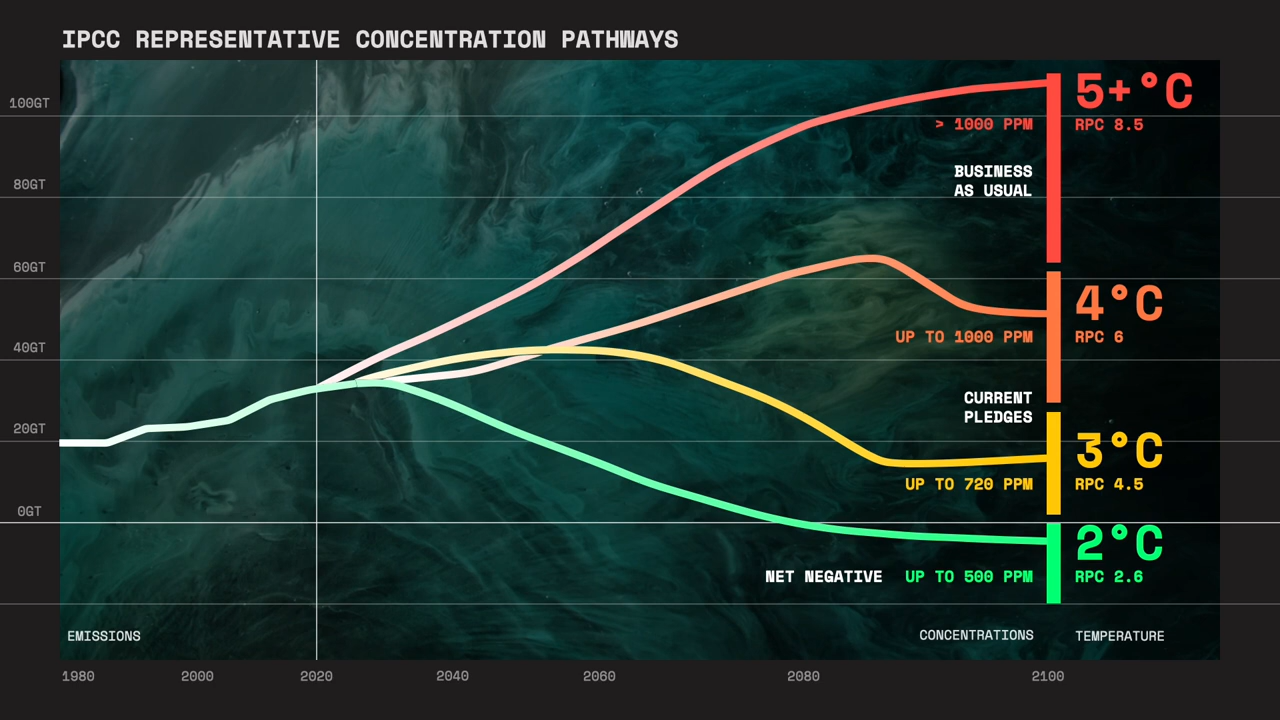 IPCC REPRESENTATIVE CONCENTRATION PATHWAYS
100GT
80GT
60GT
40GT
20GT
0GT
5+°C
> 1000 PPM
RPC 8.5
BUSINESS
AS USUAL
4°C
UP TO 1000 PPM
RPC 6
CURRENT
PLEDGES
3°C
UP TO 720 PPM
RPC 4.5
2°C
NET NEGATIVE
UP TO 500 PPM
RPC 2.6
EMISSIONS
CONCENTRATIONS
TEMPERATURE
1980
2000
2020
2040
2060
2080
2100